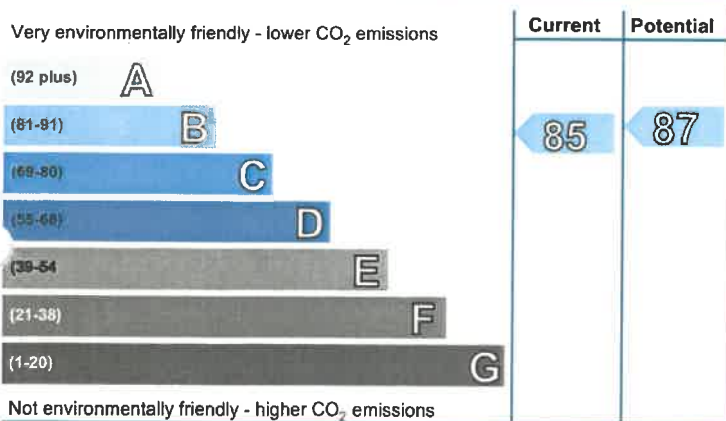 Very environmentally friendly - lower CO₂ emissions
Current
Potential
(92 plus) A
(81-91) B
85
87
(69-80) C
(55-68) D
(39-54 E
(21-38) F
(1-20) G
Not environmentally friendly - higher CO₂ emissions